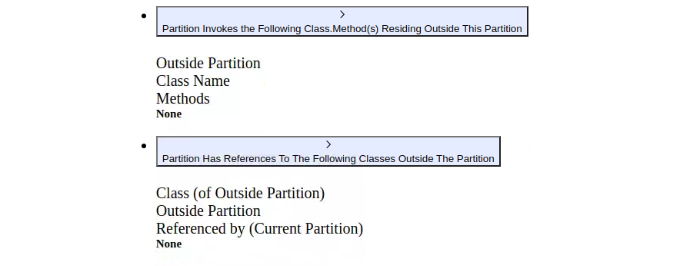 Partition Invokes the Following Class.Method(s) Residing Outside This Partition
Outside Partition
Class Name
Methods
None
Partition Has References To The Following Classes Outside The Partition
Class (of Outside Partition)
Outside Partition
Referenced by (Current Partition)
None